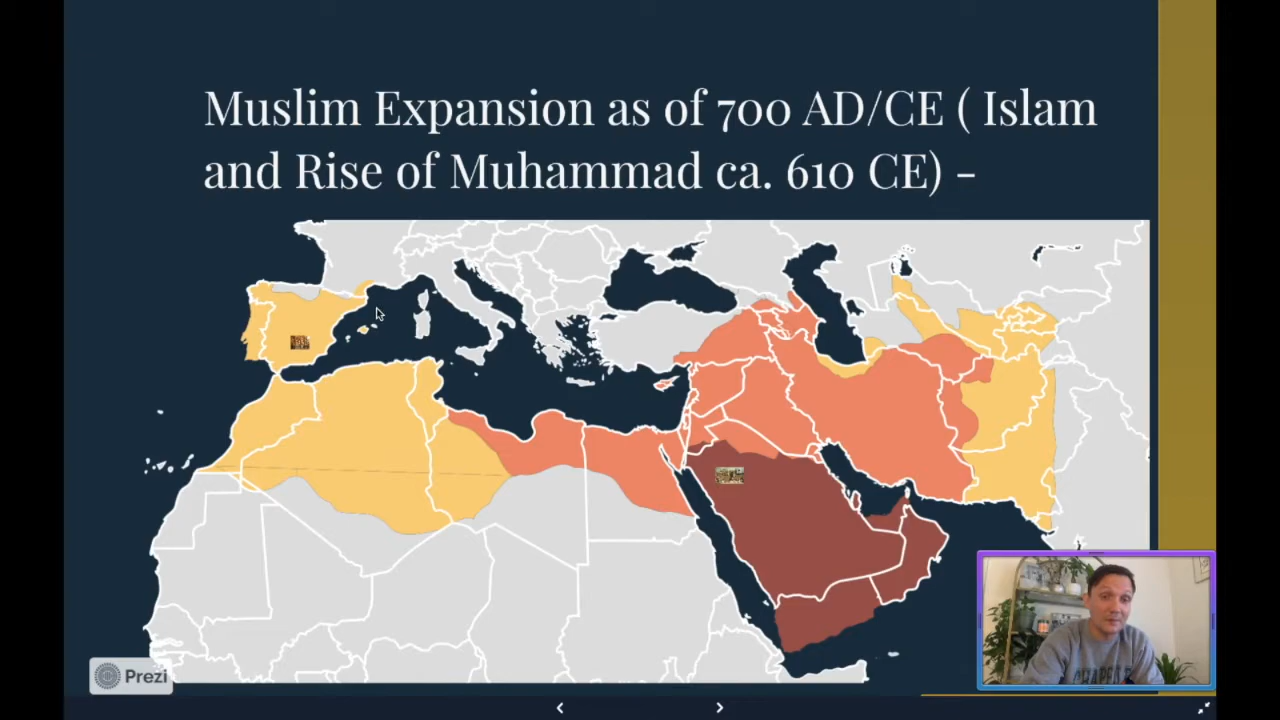 Muslim Expansion as of 700 AD/CE ( Islam
and Rise of Muhammad ca. 610 CE) -
Prezi